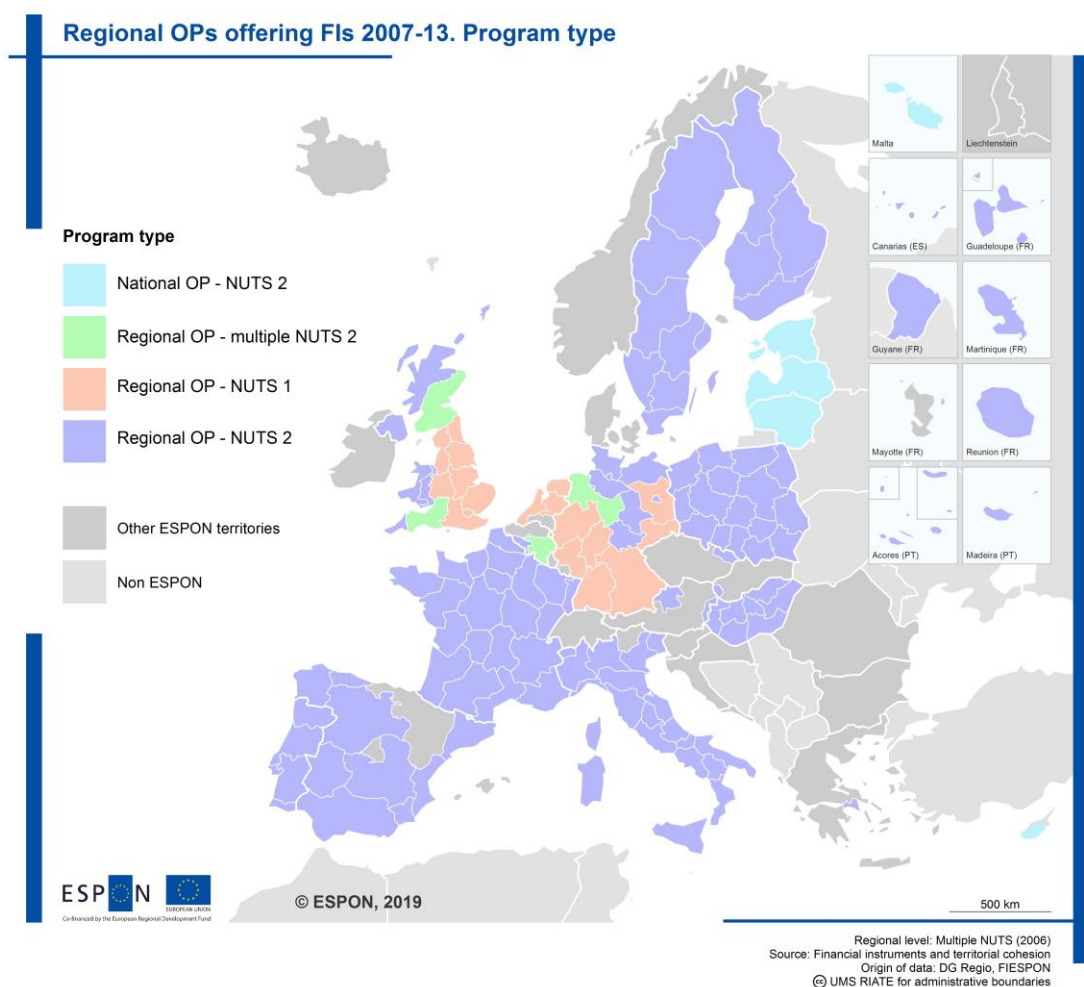 Regional OPs offering FIs 2007-13. Program type
Program type
National OP - NUTS 2
Regional OP - multiple NUTS 2
Regional OP - NUTS 1
Regional OP - NUTS 2
Other ESPON territories
Non ESPON
Malta
Liechtenstein
Canarias (ES)
Guadeloupe (FR)
Guyane (FR)
Martinique (FR)
Mayotte (FR)
Reunion (FR)
Acores (PT)
Madeira (PT)
ESPON
EUROPEAN UNION
Co-financed by the European Regional Development Fund
© ESPON, 2019
500 km
Regional level: Multiple NUTS (2006)
Source: Financial instruments and territorial cohesion
Origin of data: DG Regio, FIESPON
(cc) UMS RIATE for administrative boundaries